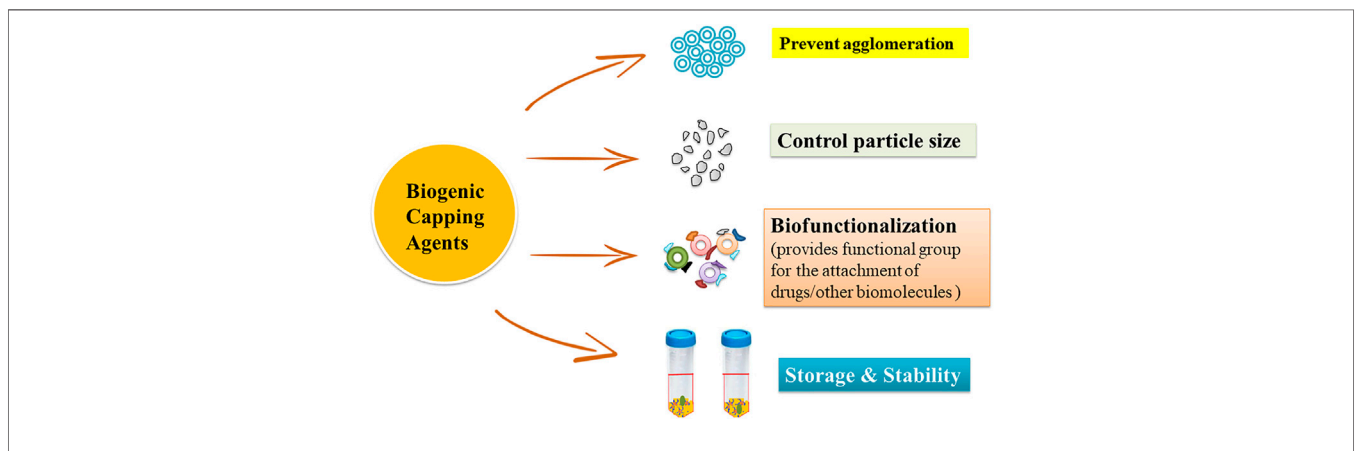 Biogenic
Capping
Agents
Prevent agglomeration
Control particle size
Biofunctionalization
(provides functional group
for the attachment of
drugs/other biomolecules )
Storage & Stability